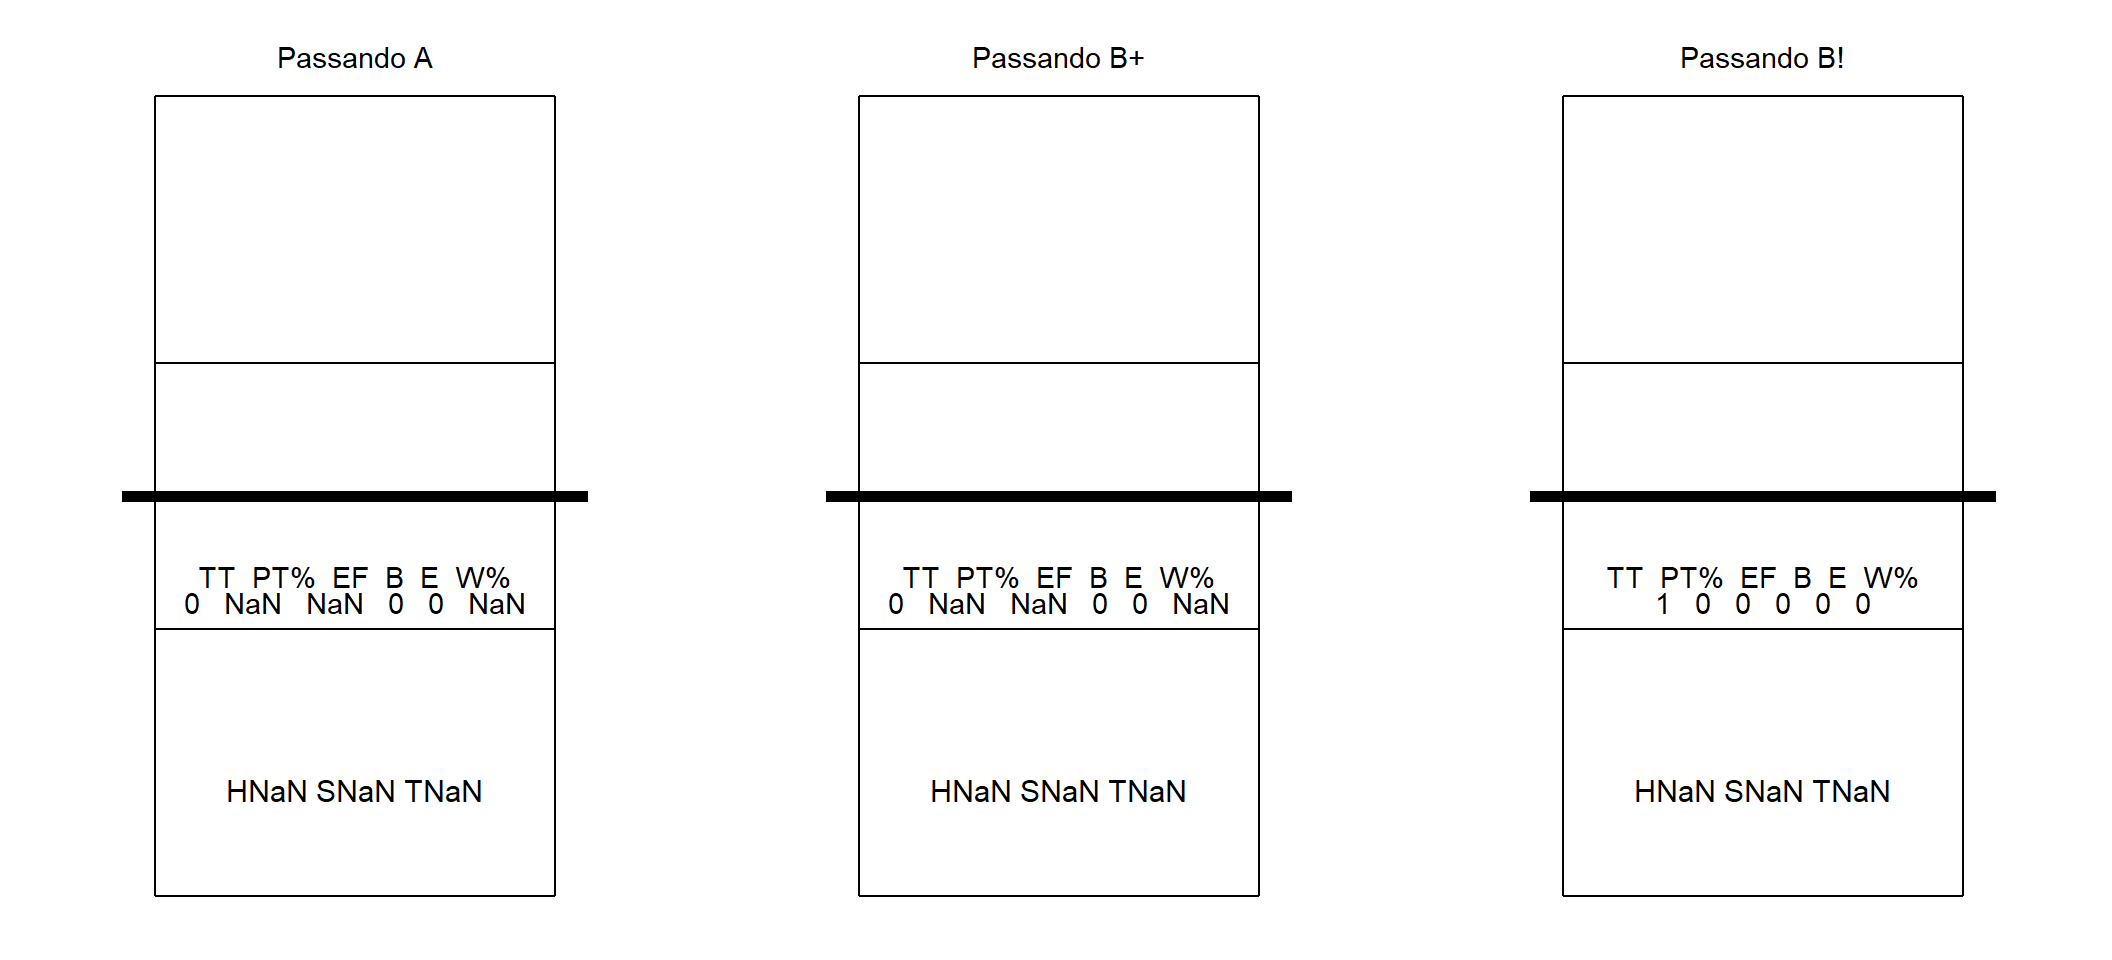 Passando A
TT PT% EF B E W%
0 NaN NaN 0 0 NaN
HNaN SNaN TNaN
Passando B+
TT PT% EF B E W%
0 NaN NaN 0 0 NaN
HNaN SNaN TNaN
Passando B!
TT PT% EF B E W%
1 0 0 0 0 0
HNaN SNaN TNaN